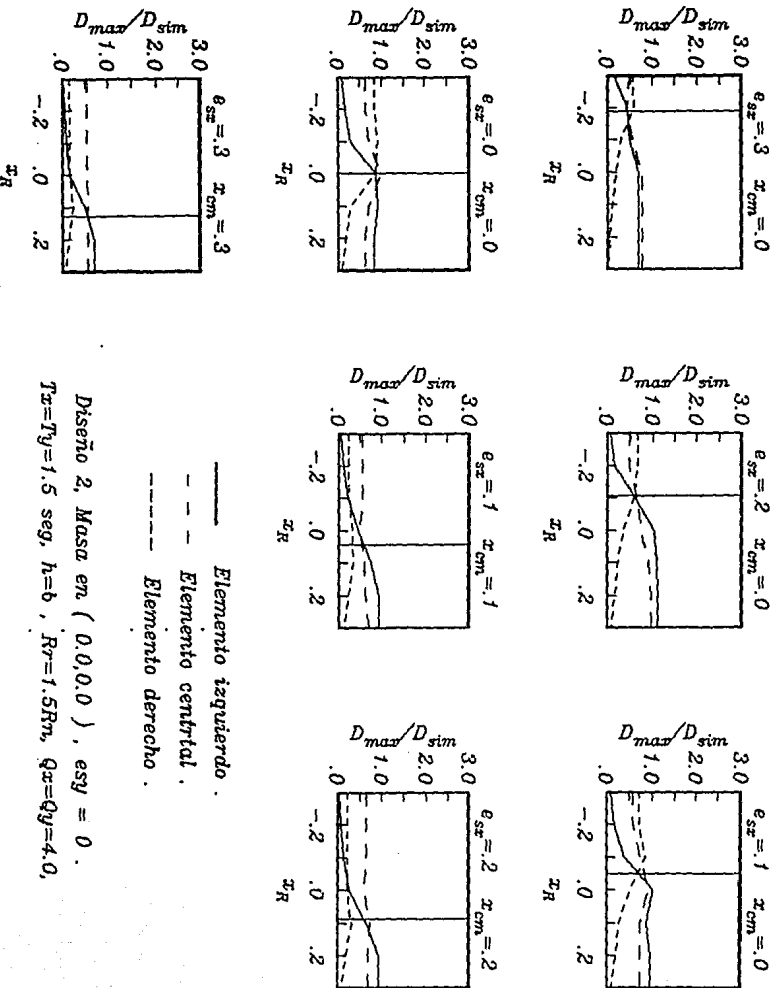 e_sx=.3 x_cm=.0
3.0
2.0
1.0
.0
D_max/D_sim
-.2 .0 .2
x_R
e_sx=.2 x_cm=.0
3.0
2.0
1.0
.0
D_max/D_sim
-.2 .0 .2
x_R
e_sx=.1 x_cm=.0
3.0
2.0
1.0
.0
D_max/D_sim
-.2 .0 .2
x_R
e_sx=.0 x_cm=.0
3.0
2.0
1.0
.0
D_max/D_sim
-.2 .0 .2
x_R
e_sx=.1 x_cm=.1
3.0
2.0
1.0
.0
D_max/D_sim
-.2 .0 .2
x_R
e_sx=.2 x_cm=.2
3.0
2.0
1.0
.0
D_max/D_sim
-.2 .0 .2
x_R
e_sx=.3 x_cm=.3
3.0
2.0
1.0
.0
D_max/D_sim
-.2 .0 .2
x_R
Elemento izquierdo .
Elemento centrtal .
Elemento derecho .
Diseño 2, Masa en ( 0.0,0.0 ) , esy = 0 .
Tx=Ty=1.5 seg, h=b , Rr=1.5Rn, Qx=Qy=4.0,